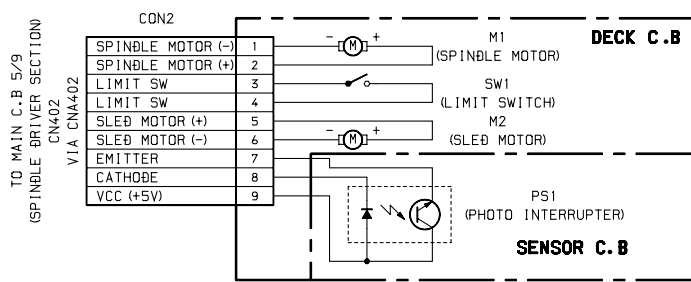 CON2
SPINDLE MOTOR (-) 1
SPINDLE MOTOR (+) 2
LIMIT SW 3
LIMIT SW 4
SLED MOTOR (+) 5
SLED MOTOR (-) 6
EMITTER 7
CATHODE 8
VCC (+5V) 9
TO MAIN C.B 5/9
(SPINDLE DRIVER SECTION)
CN402
VIA CNA402
- M +
M1
(SPINDLE MOTOR)
DECK C.B
SW1
(LIMIT SWITCH)
- M +
M2
(SLED MOTOR)
PS1
(PHOTO INTERRUPTER)
SENSOR C.B